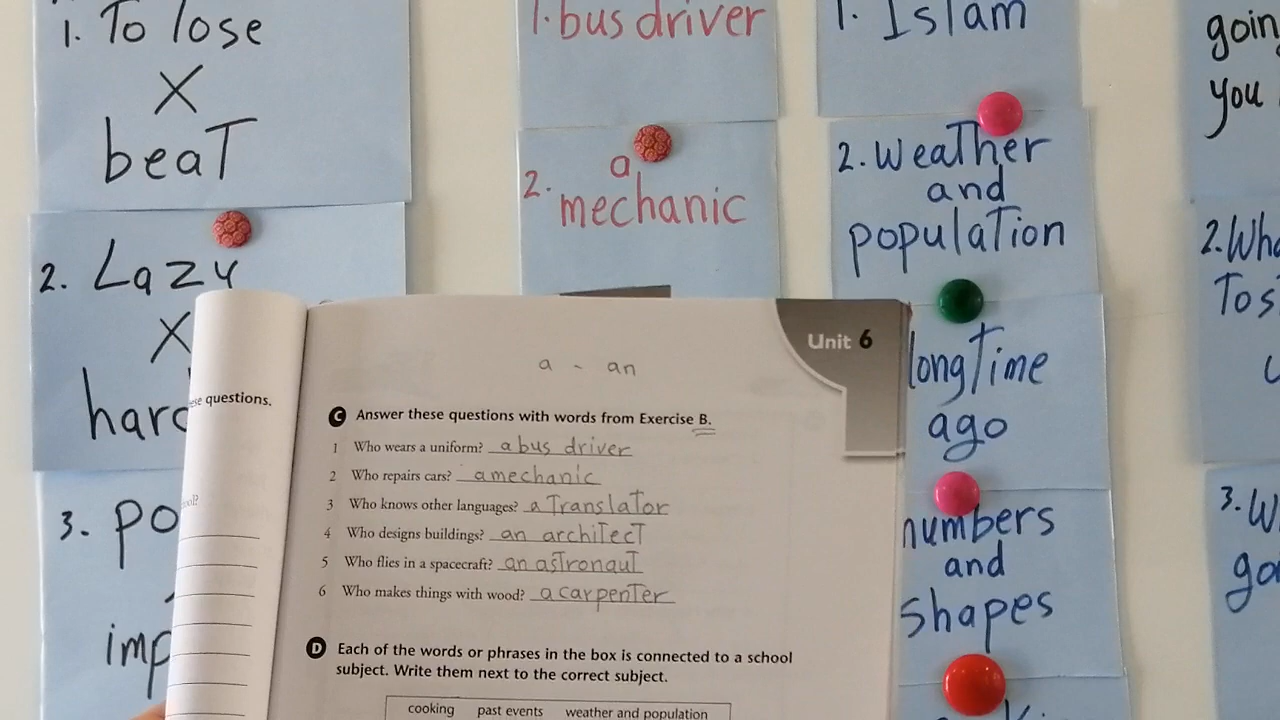 1. To lose
X
beaT
2. Lazy
X
harc
3. po
imp
1. bus driver
2. a
mechanic
1. Islam
2. weather
and
populaTion
longTime
ago
numbers
and
shapes
goin
you
2. Wha
Tos
3. W
go
questions.
Unit 6
a - an
C Answer these questions with words from Exercise B.
1 Who wears a uniform? a bus driver
2 Who repairs cars? a mechanic
3 Who knows other languages? a TranslaTor
4 Who designs buildings? an archiTecT
5 Who flies in a spacecraft? an asTronauT
6 Who makes things with wood? a carpenTer
D Each of the words or phrases in the box is connected to a school
subject. Write them next to the correct subject.
cooking past events weather and population